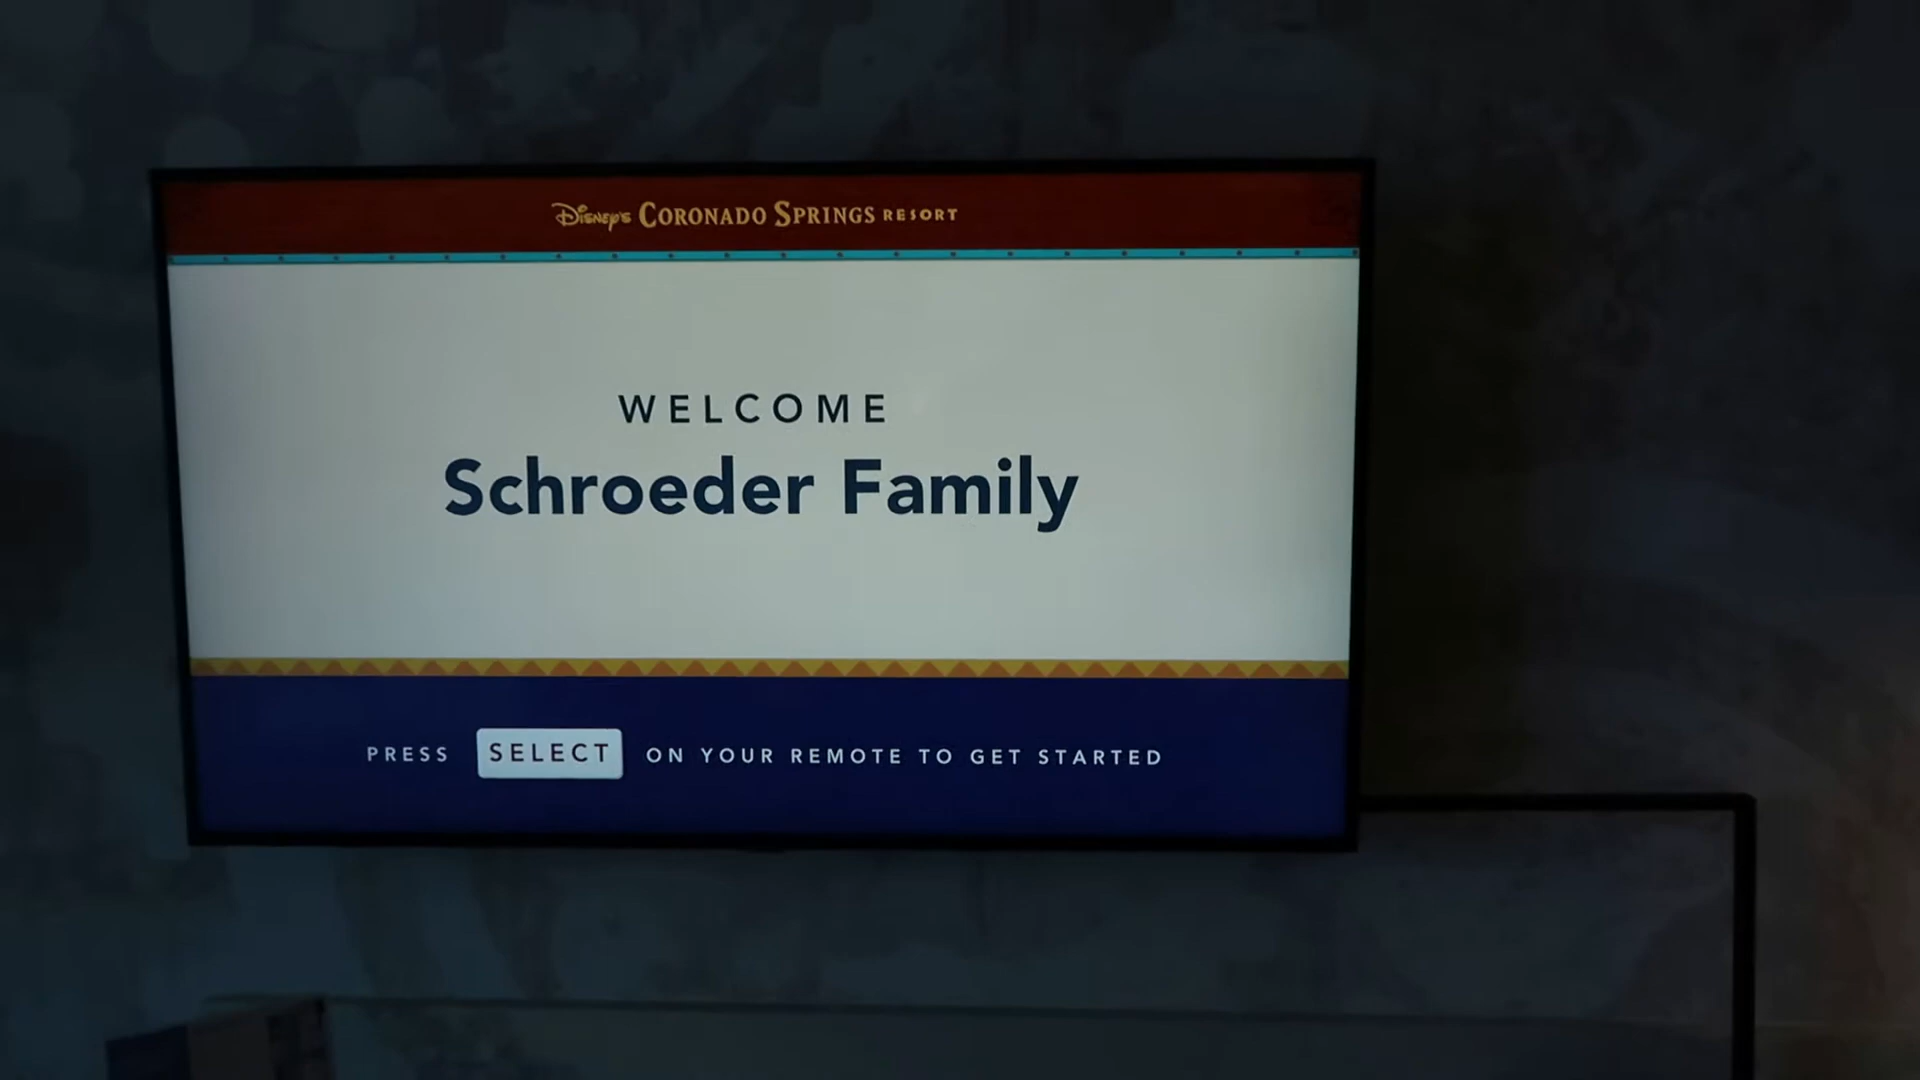 Disney's CORONADO SPRINGS RESORT
WELCOME
Schroeder Family
PRESS SELECT ON YOUR REMOTE TO GET STARTED